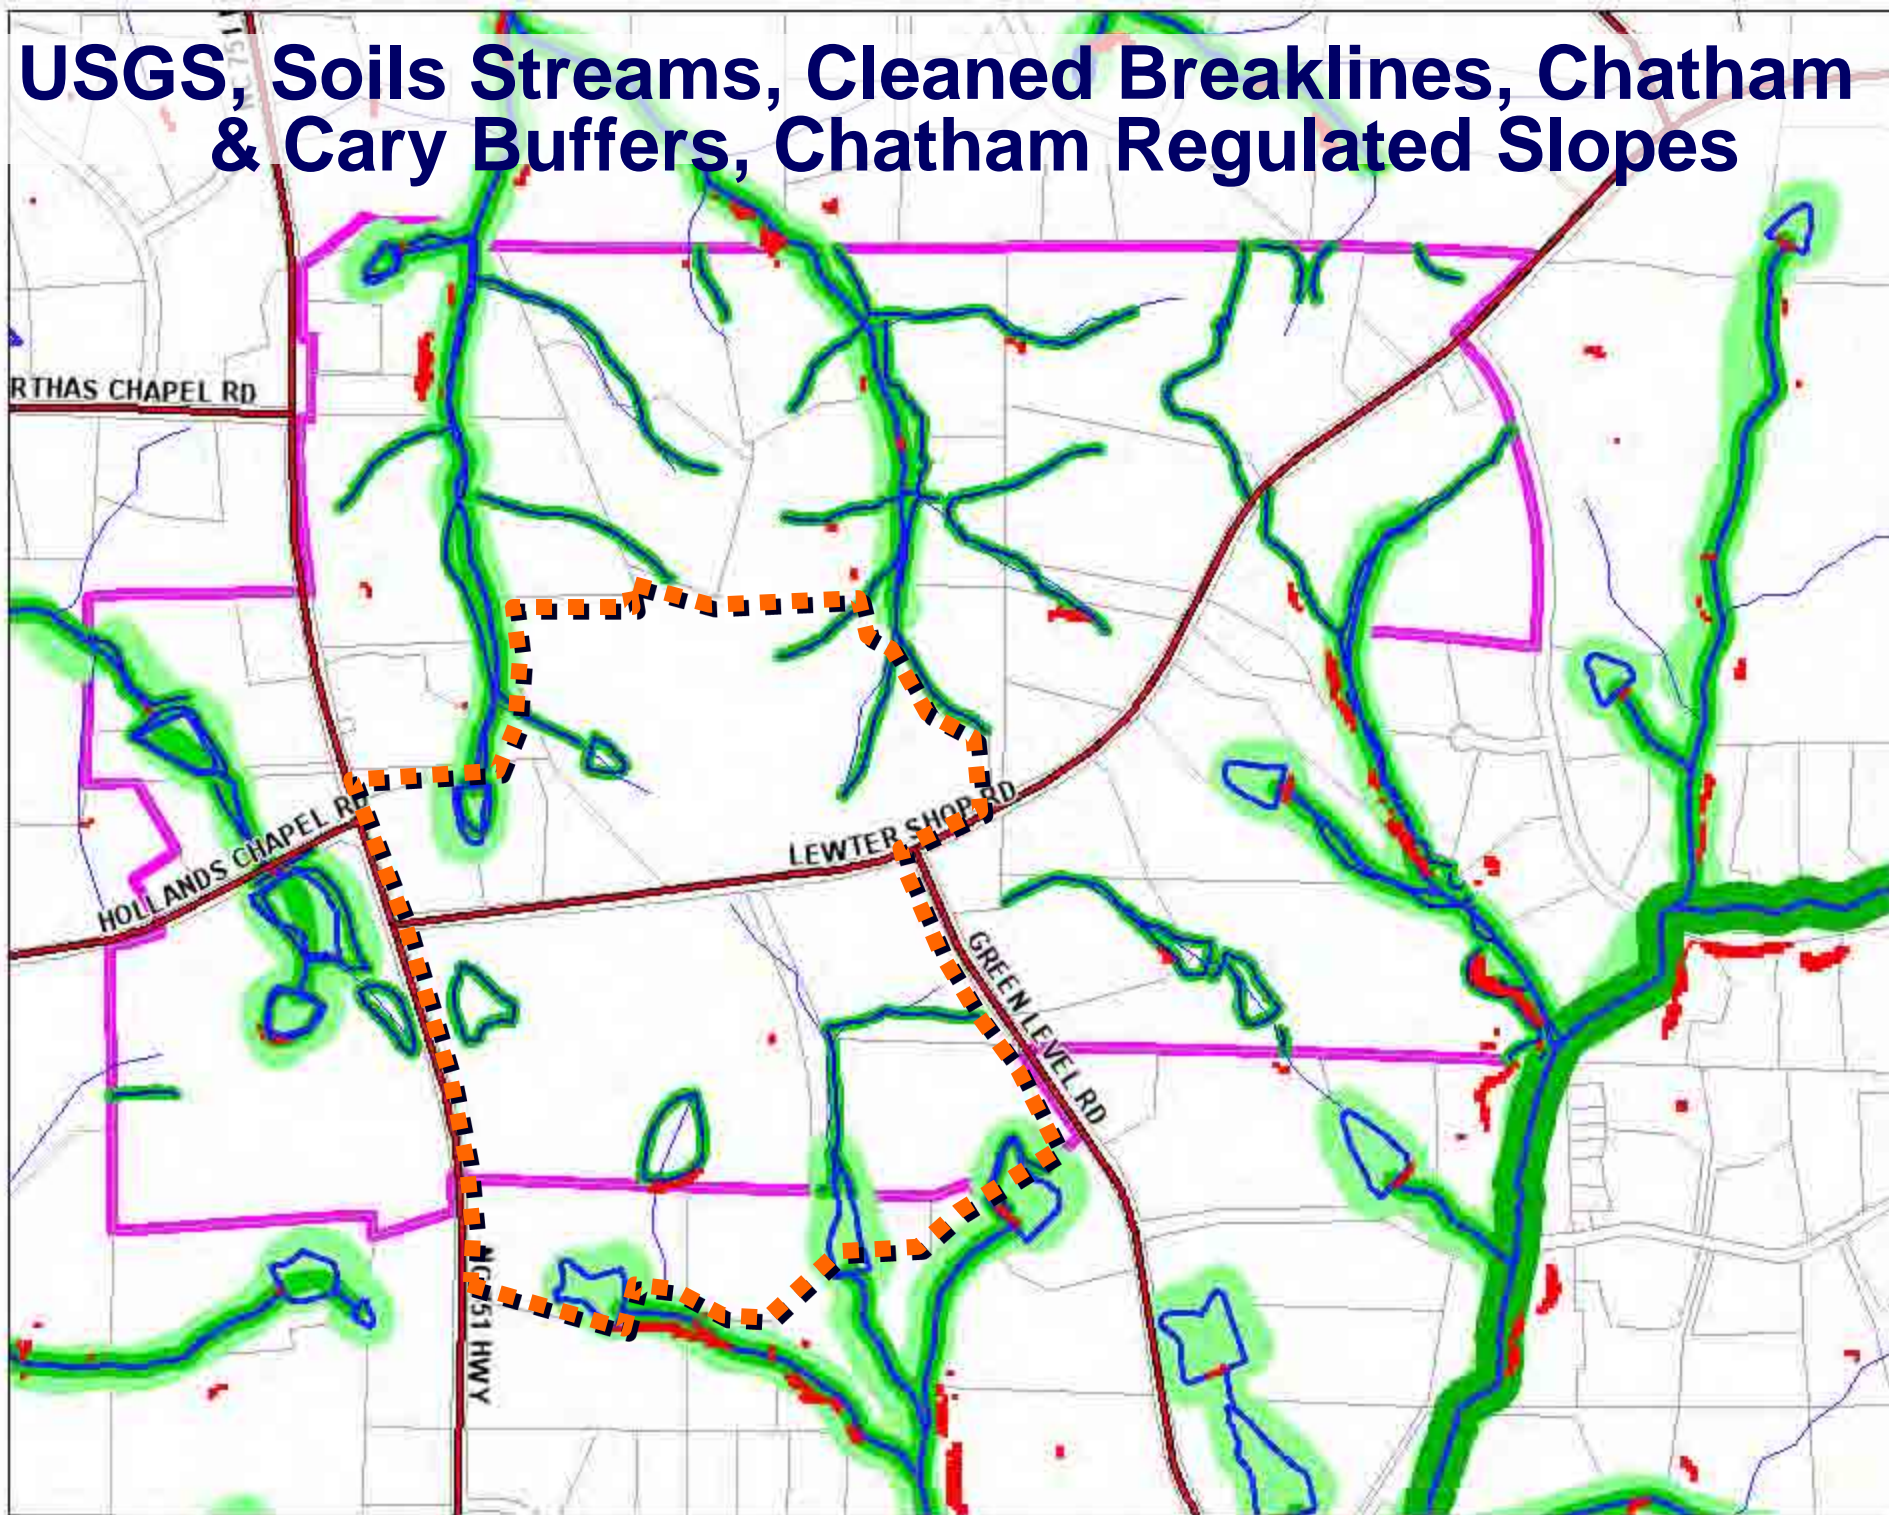 USGS, Soils Streams, Cleaned Breaklines, Chatham
& Cary Buffers, Chatham Regulated Slopes
RTHAS CHAPEL RD
HOLLANDS CHAPEL RD
LEWTER SHOP RD
GREEN LEVEL RD
HWY